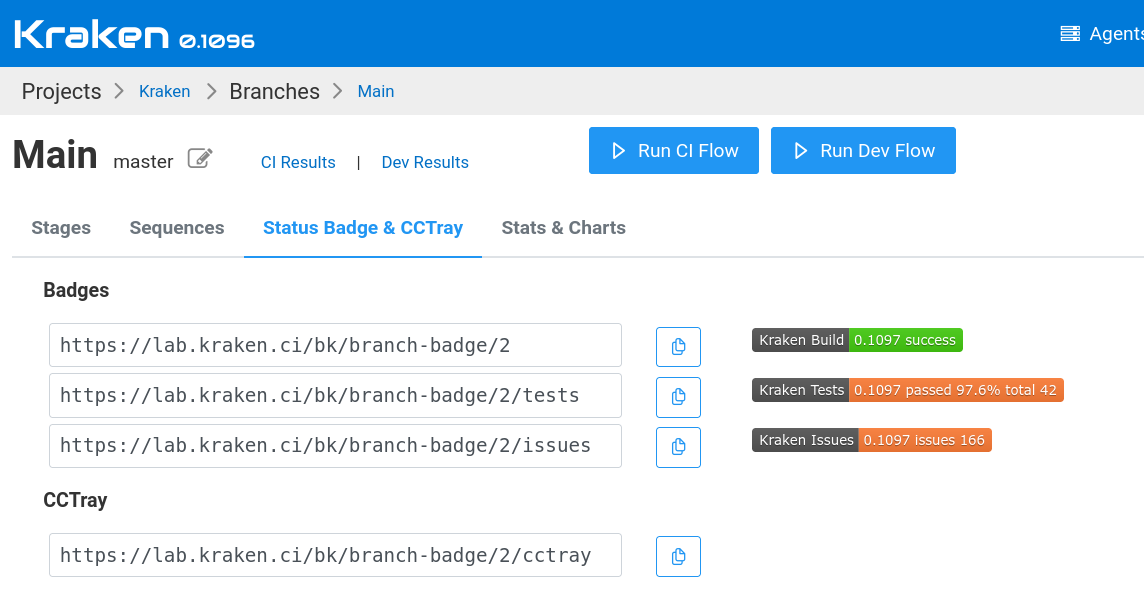 Kraken 0.1096 Agents
Projects > Kraken > Branches > Main
Main master CI Results | Dev Results Run CI Flow Run Dev Flow
Stages Sequences Status Badge & CCTray Stats & Charts
Badges
https://lab.kraken.ci/bk/branch-badge/2 Kraken Build 0.1097 success
https://lab.kraken.ci/bk/branch-badge/2/tests Kraken Tests 0.1097 passed 97.6% total 42
https://lab.kraken.ci/bk/branch-badge/2/issues Kraken Issues 0.1097 issues 166
CCTray
https://lab.kraken.ci/bk/branch-badge/2/cctray